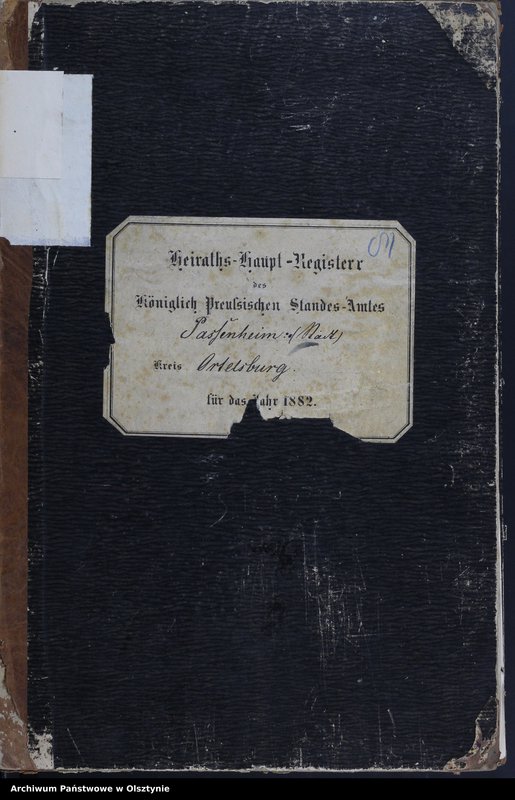 Heiraths-Haupt-Registerr
des
Königlich Preußischen Standes-Amtes
Passenheim (Stadt)
Kreis Ortelsburg.
für das Jahr 1882.
Archiwum Państwowe w Olsztynie